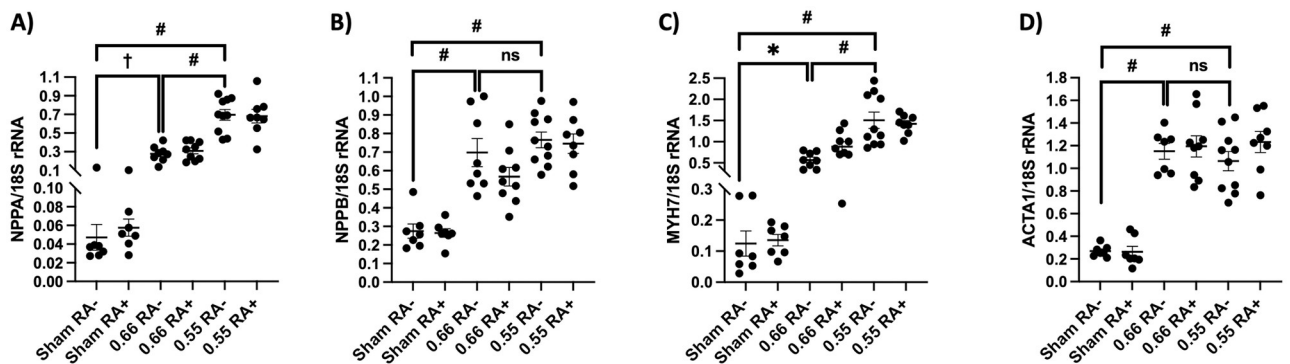 A)
#
†
#
NPPA/18S rRNA
1.1
0.9
0.7
0.5
0.3
0.1
0.10
0.08
0.06
0.04
0.02
0.00
Sham RA-
Sham RA+
0.66 RA-
0.66 RA+
0.55 RA-
0.55 RA+
B)
#
#
ns
NPPB/18S rRNA
1.1
1.0
0.9
0.8
0.7
0.6
0.5
0.4
0.3
0.2
0.1
0.0
Sham RA-
Sham RA+
0.66 RA-
0.66 RA+
0.55 RA-
0.55 RA+
C)
#
*
#
MYH7/18S rRNA
2.5
2.0
1.5
1.0
0.5
0.3
0.2
0.1
0.0
Sham RA-
Sham RA+
0.66 RA-
0.66 RA+
0.55 RA-
0.55 RA+
D)
#
#
ns
ACTA1/18S rRNA
1.8
1.6
1.4
1.2
1.0
0.8
0.6
0.4
0.2
0.0
Sham RA-
Sham RA+
0.66 RA-
0.66 RA+
0.55 RA-
0.55 RA+